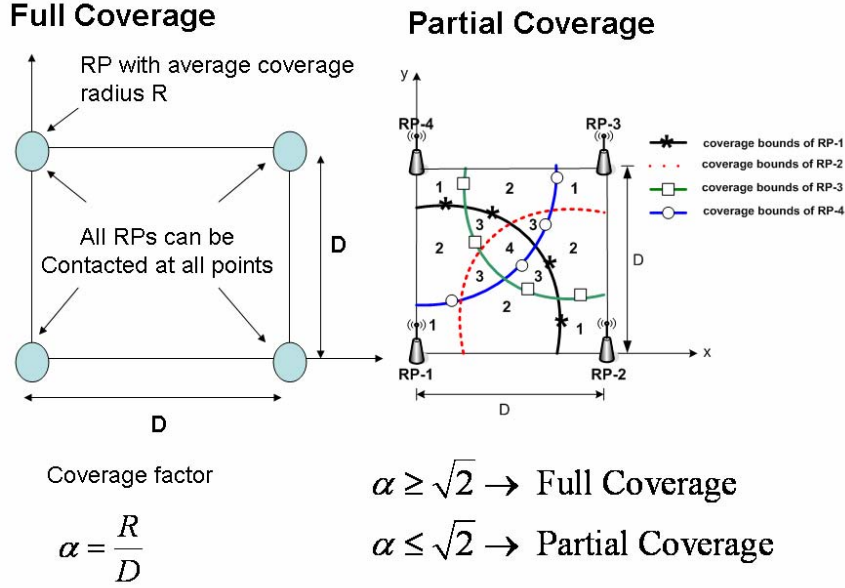 Full Coverage
RP with average coverage
radius R
All RPs can be
Contacted at all points
D
D
Coverage factor
α = R/D
Partial Coverage
y
RP-4
RP-3
1
2
1
3
3
2
4
2
3
3
2
1
1
RP-1
RP-2
x
D
D
coverage bounds of RP-1
coverage bounds of RP-2
coverage bounds of RP-3
coverage bounds of RP-4
α ≥ √2 → Full Coverage
α ≤ √2 → Partial Coverage